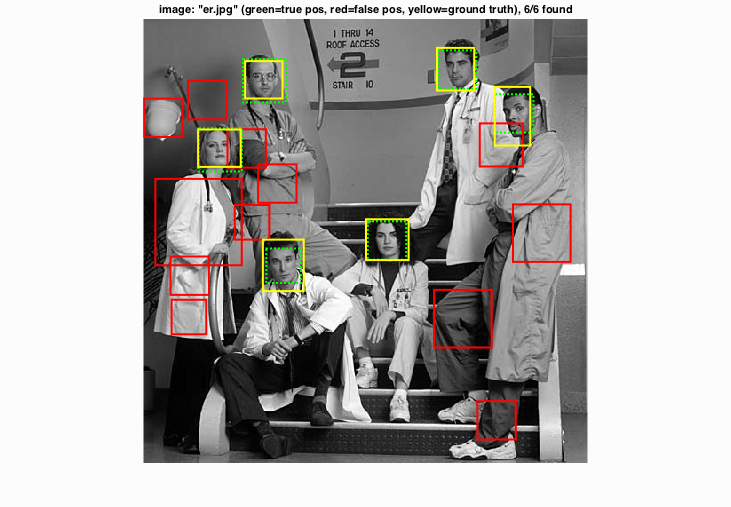 image: "er.jpg" (green=true pos, red=false pos, yellow=ground truth), 6/6 found
1 THRU 14
ROOF ACCESS
2
STAIR 10